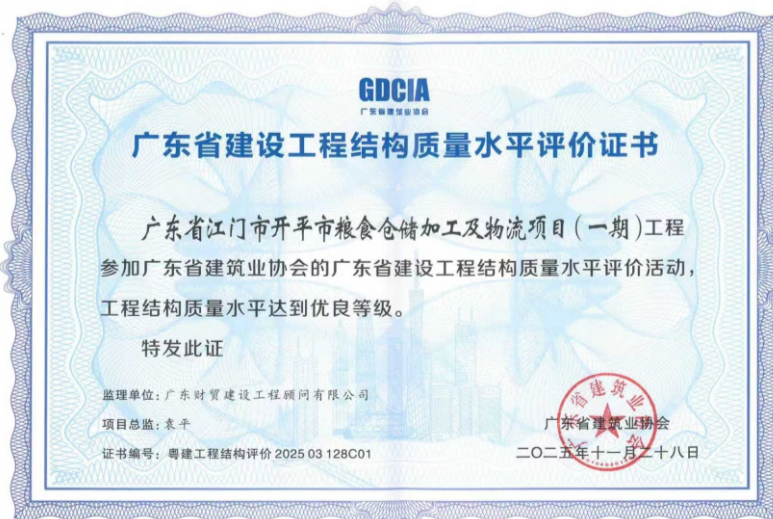 GDCIA
广东省建筑业协会
广东省建设工程结构质量水平评价证书
广东省江门市开平市粮食仓储加工及物流项目（一期）工程
参加广东省建筑业协会的广东省建设工程结构质量水平评价活动，
工程结构质量水平达到优良等级。
特发此证
监理单位：广东财贸建设工程顾问有限公司
项目总监：袁平
证书编号：粤建工程结构评价 2025 03 128C01
广东省建筑业协会
广东省建筑业协会
二〇二五年十一月二十八日